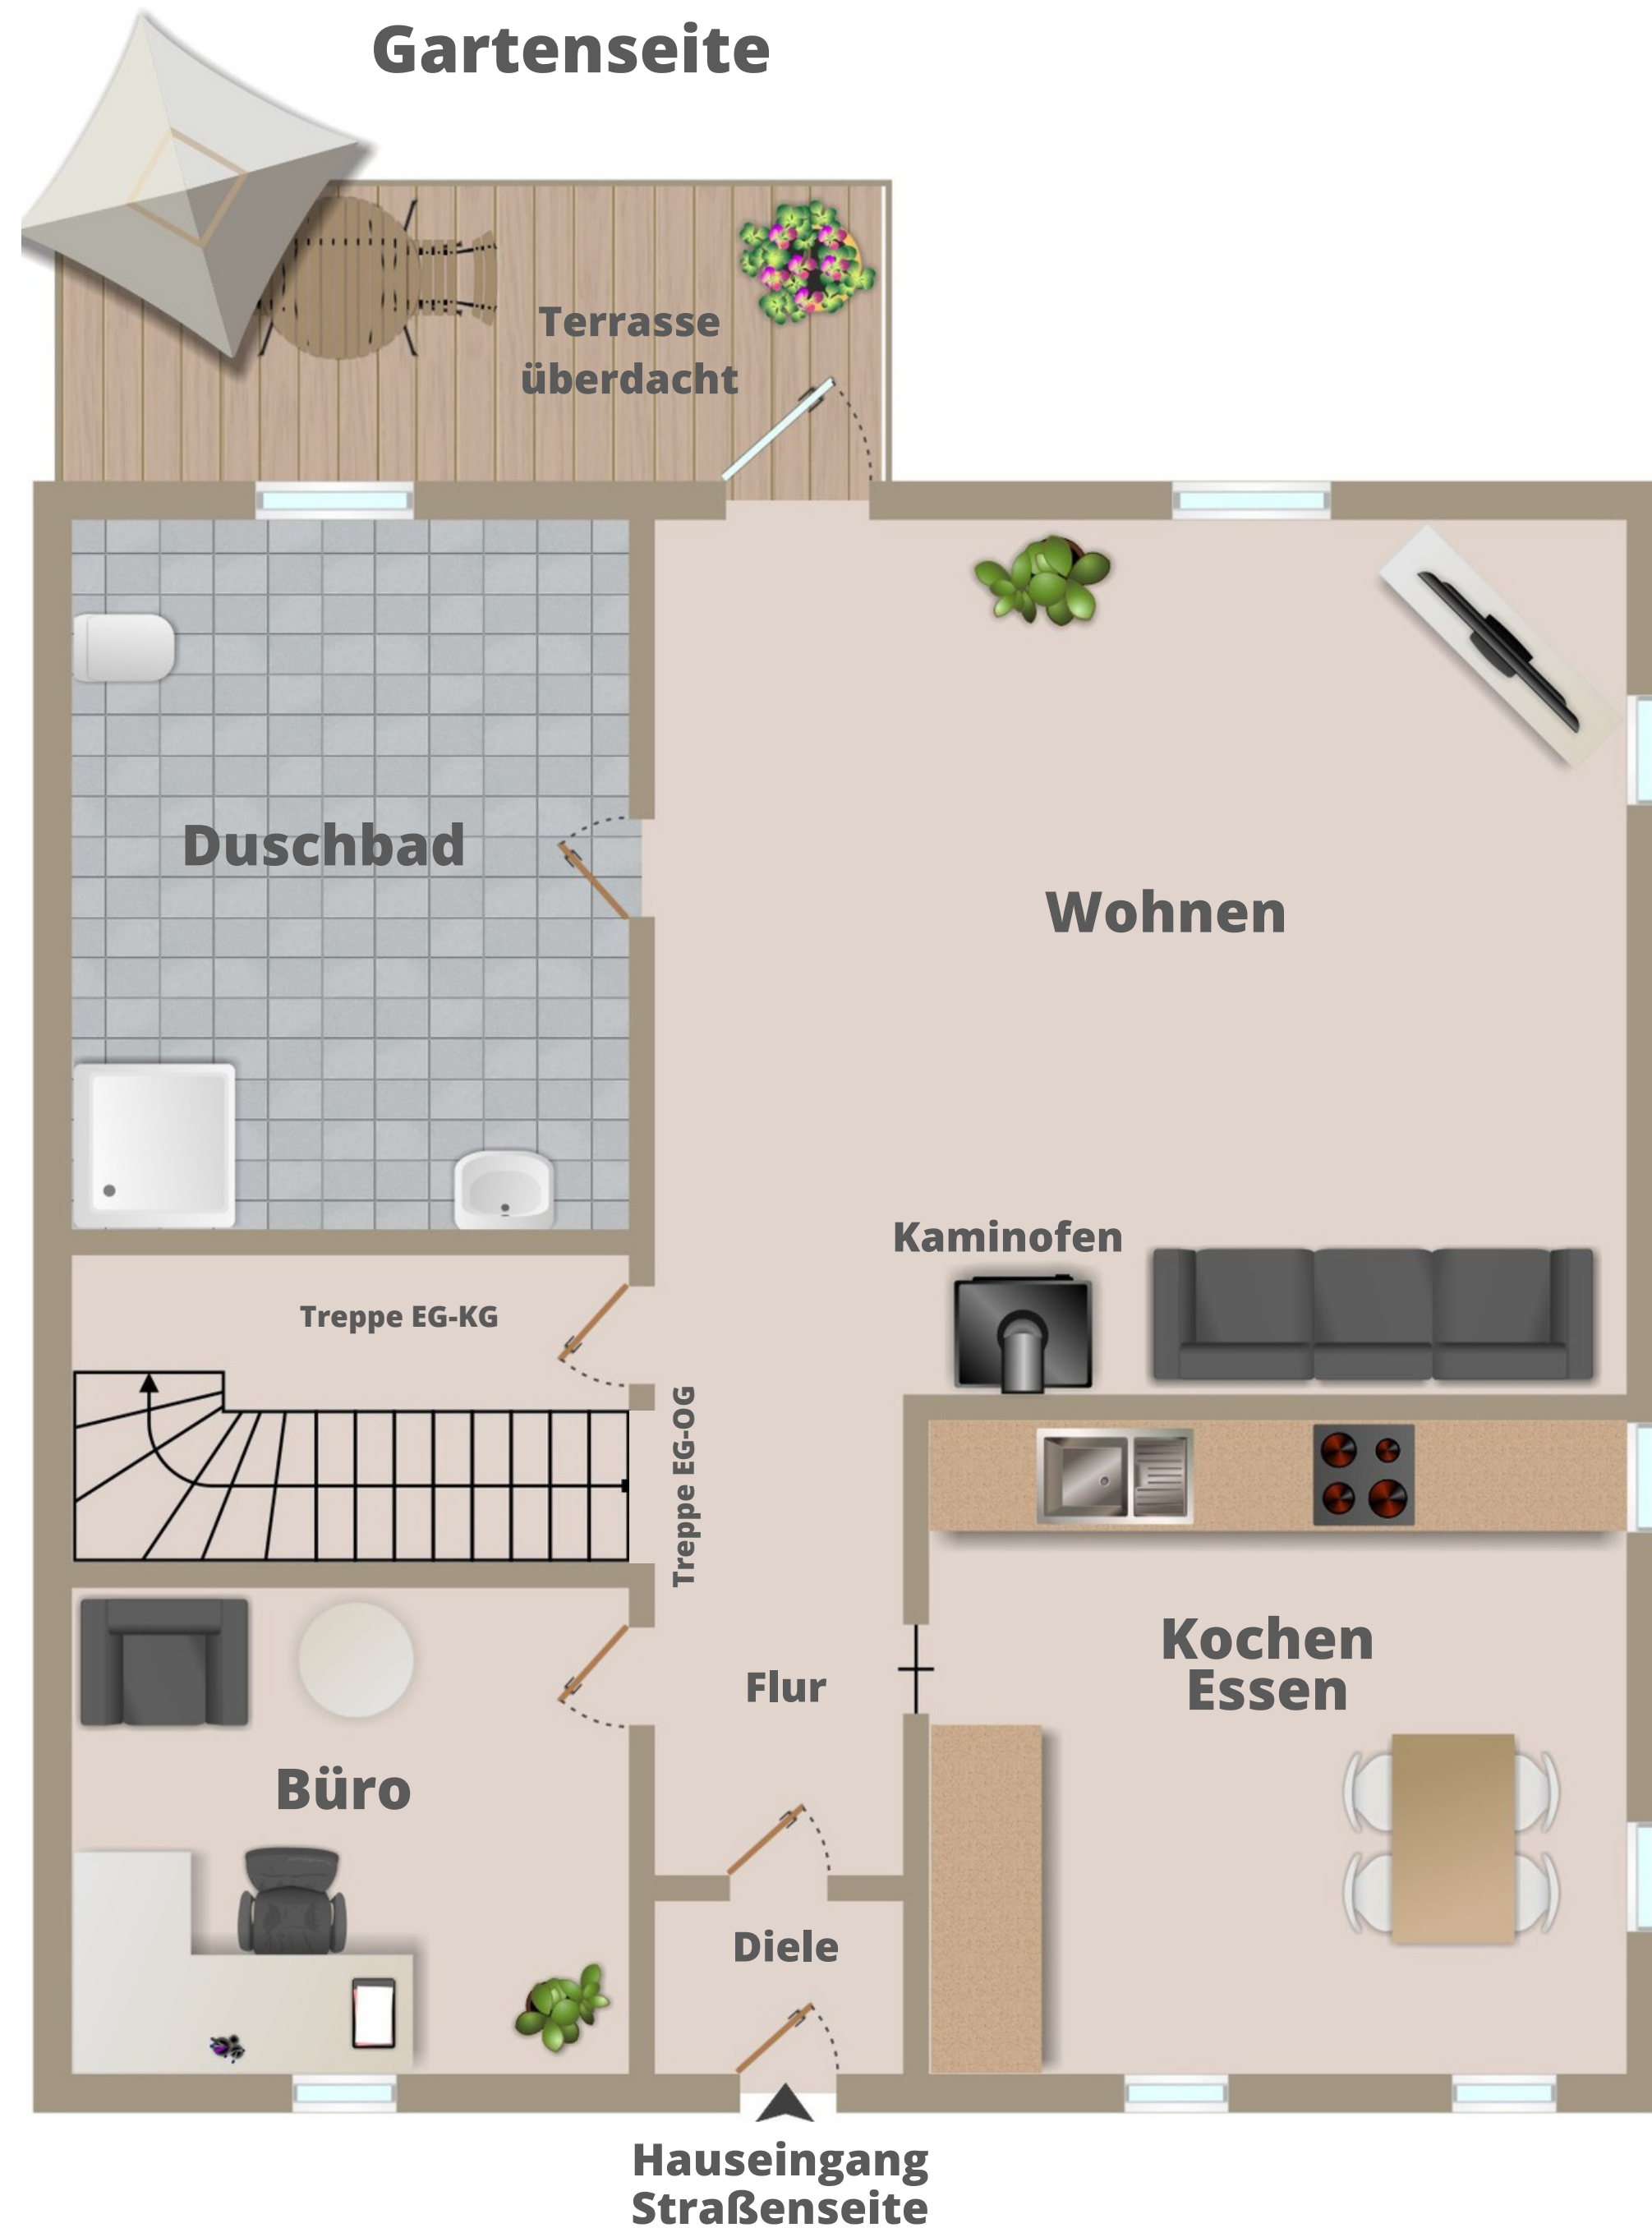 Gartenseite
Terrasse
überdacht
Duschbad
Wohnen
Kaminofen
Treppe EG-KG
Treppe EG-OG
Kochen
Essen
Flur
Büro
Diele
Hauseingang
Straßenseite